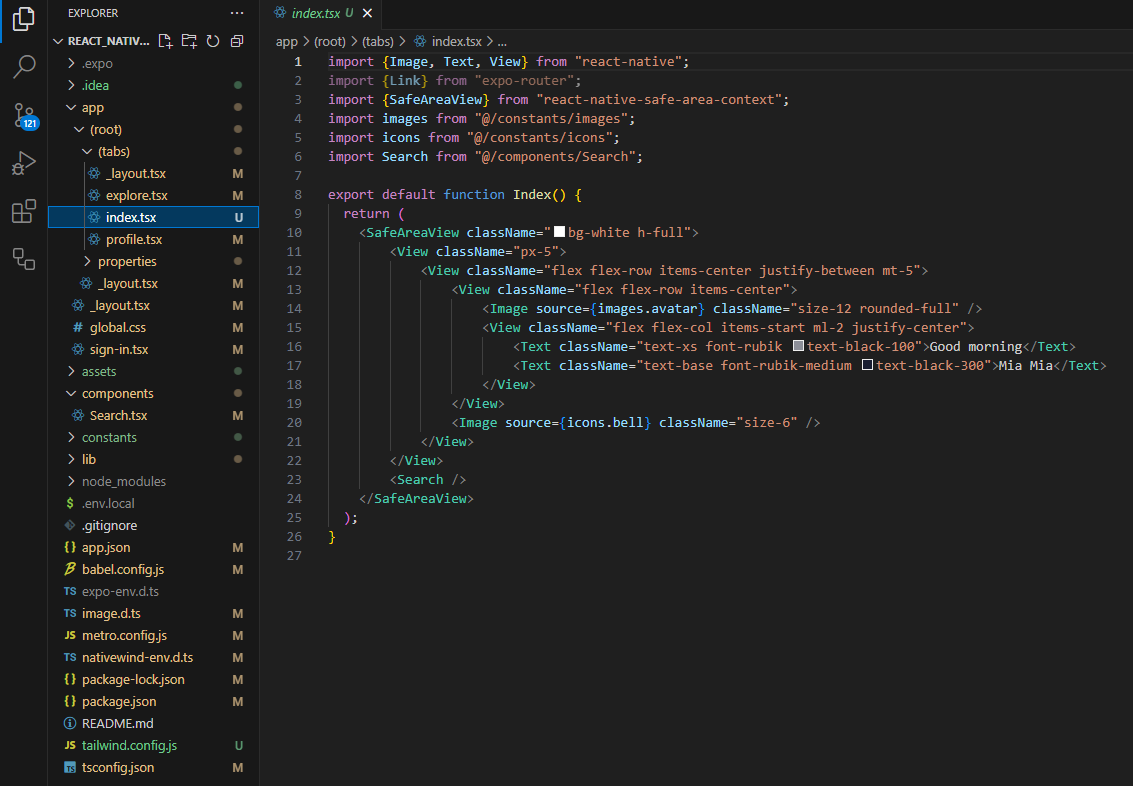 EXPLORER ...
REACT_NATIV...
.expo
.idea
app
(root)
(tabs)
_layout.tsx M
explore.tsx M
index.tsx U
profile.tsx M
properties
_layout.tsx M
_layout.tsx M
global.css M
sign-in.tsx M
assets
components
Search.tsx M
constants
lib
node_modules
.env.local
.gitignore
app.json M
babel.config.js M
expo-env.d.ts
image.d.ts M
metro.config.js M
nativewind-env.d.ts M
package-lock.json M
package.json M
README.md
tailwind.config.js U
tsconfig.json M
121
index.tsx U
app > (root) > (tabs) > index.tsx > ...
1 import {Image, Text, View} from "react-native";
2 import {Link} from "expo-router";
3 import {SafeAreaView} from "react-native-safe-area-context";
4 import images from "@/constants/images";
5 import icons from "@/constants/icons";
6 import Search from "@/components/Search";
7
8 export default function Index() {
9 return (
10 <SafeAreaView className="bg-white h-full">
11 <View className="px-5">
12 <View className="flex flex-row items-center justify-between mt-5">
13 <View className="flex flex-row items-center">
14 <Image source={images.avatar} className="size-12 rounded-full" />
15 <View className="flex flex-col items-start ml-2 justify-center">
16 <Text className="text-xs font-rubik text-black-100">Good morning</Text>
17 <Text className="text-base font-rubik-medium text-black-300">Mia Mia</Text>
18 </View>
19 </View>
20 <Image source={icons.bell} className="size-6" />
21 </View>
22 </View>
23 <Search />
24 </SafeAreaView>
25 );
26 }
27